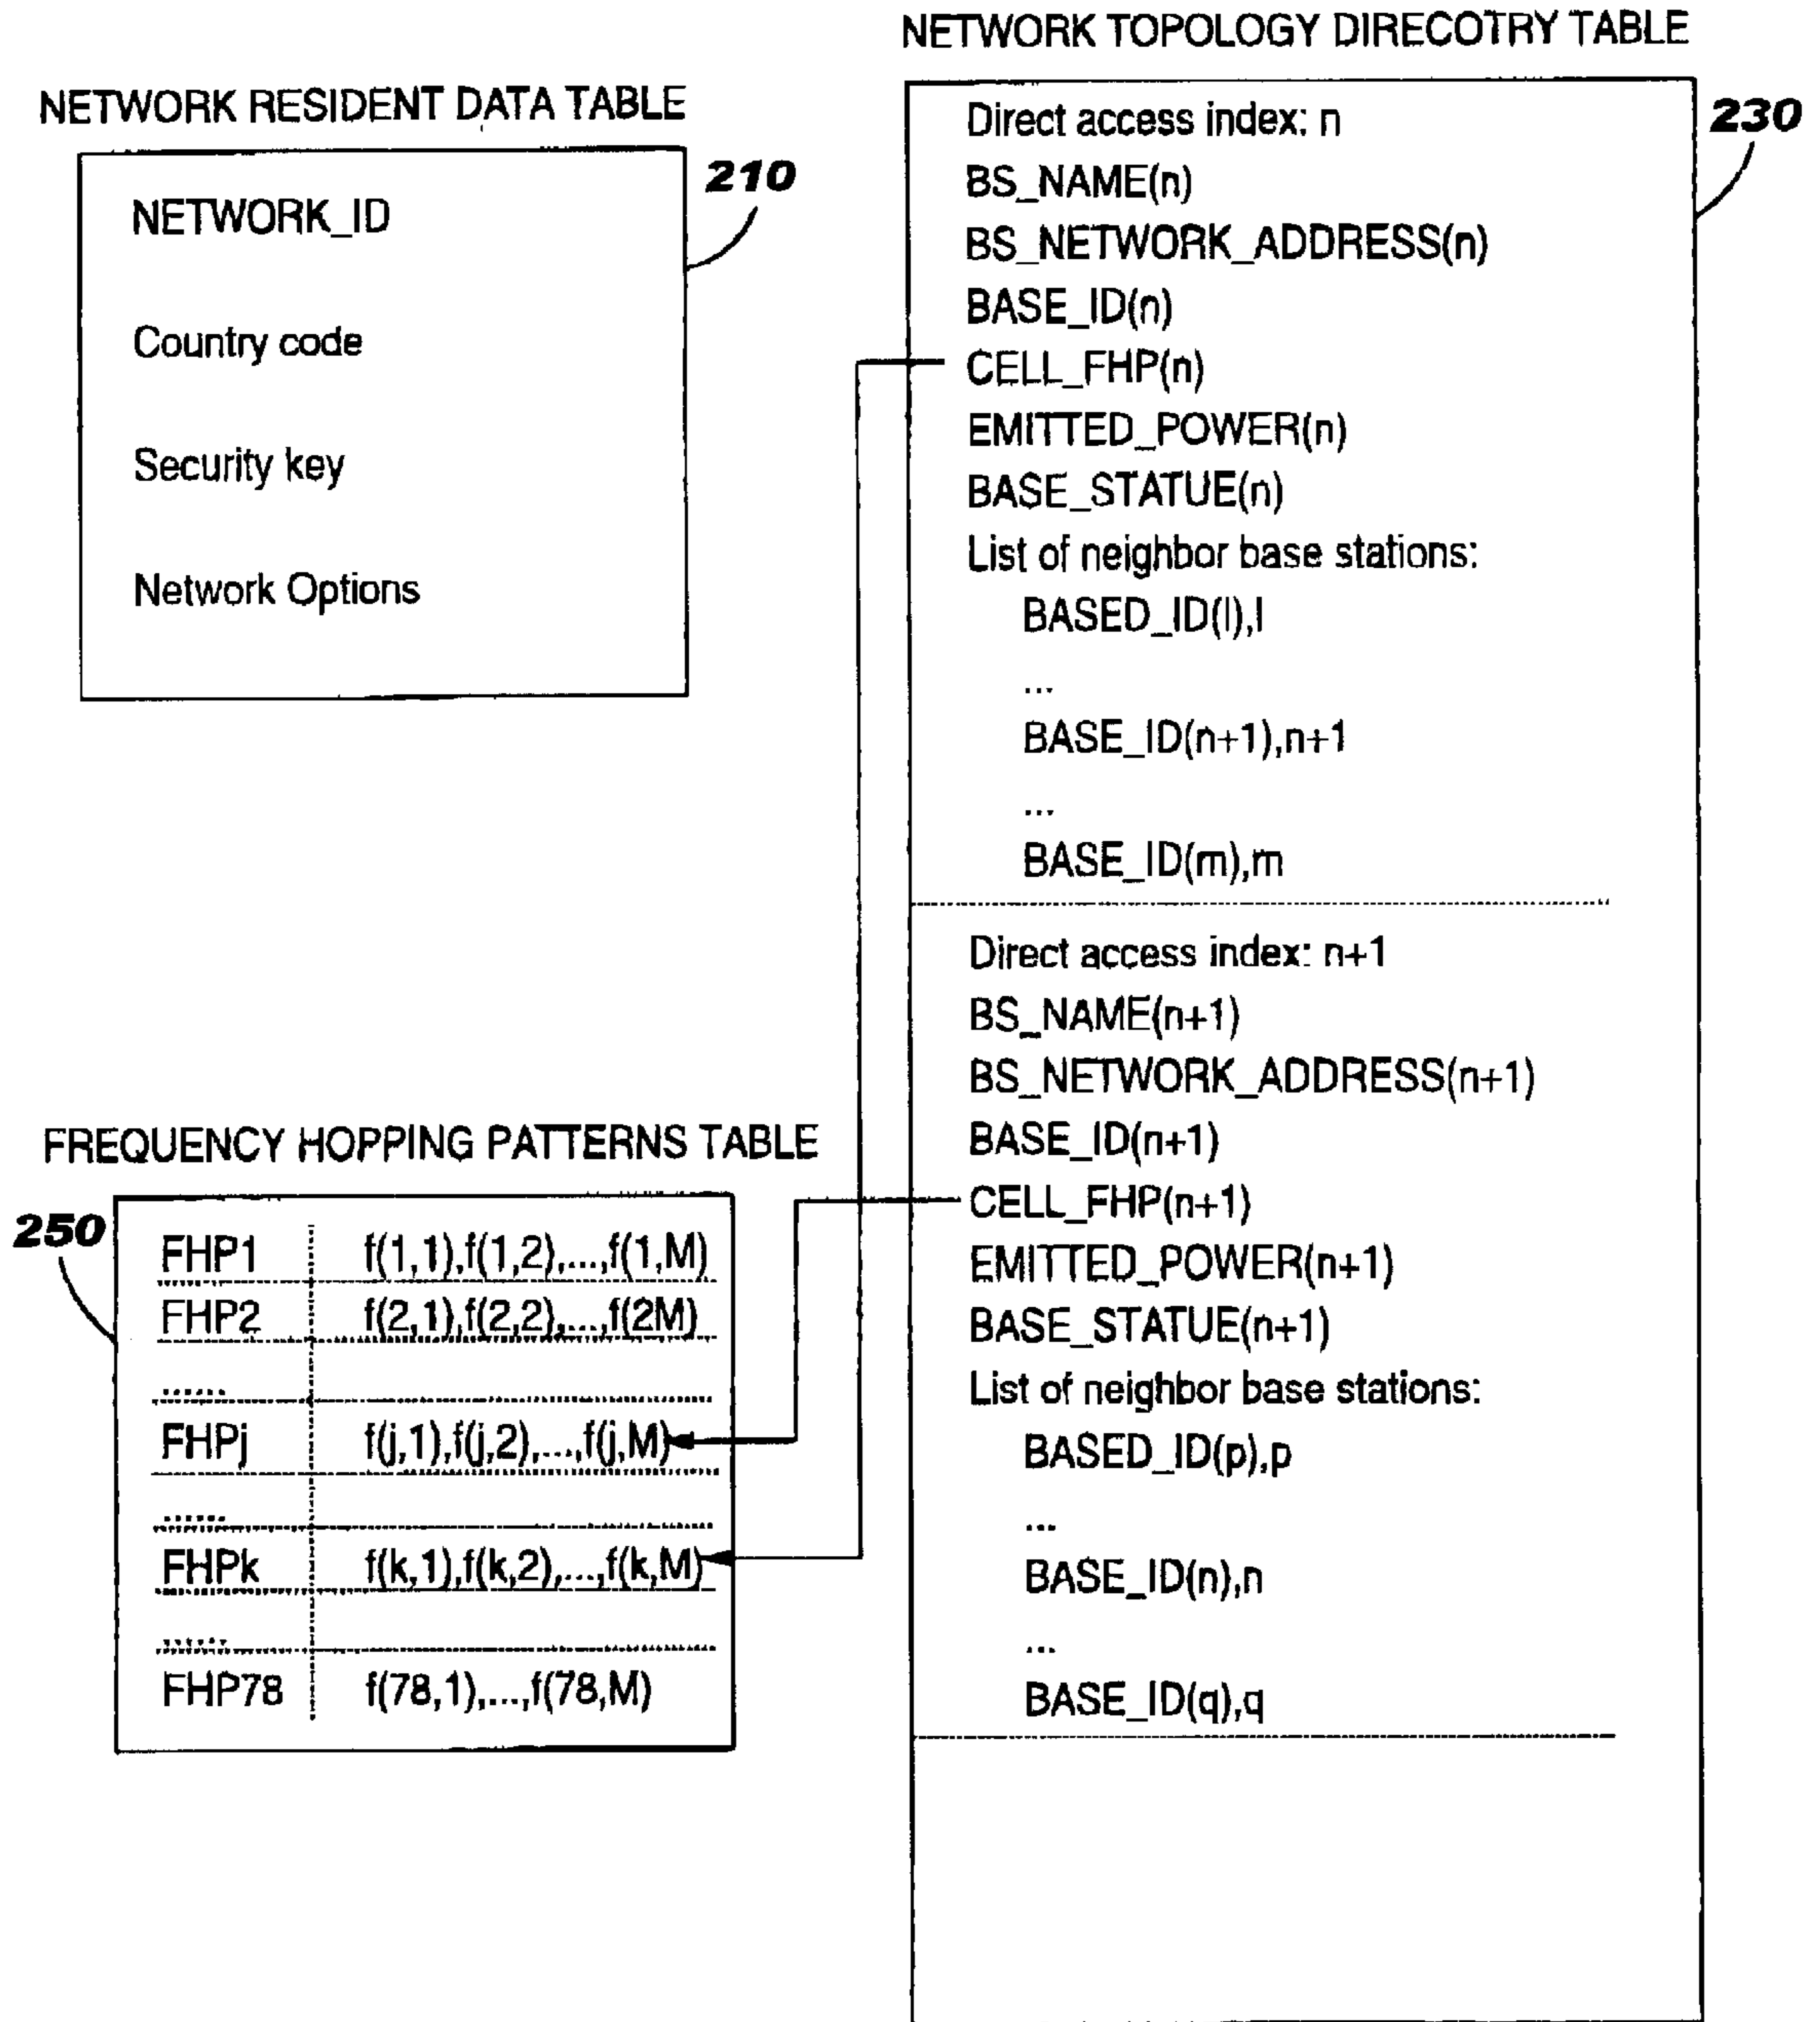 NETWORK RESIDENT DATA TABLE
210
NETWORK_ID
Country code
Security key
Network Options
NETWORK TOPOLOGY DIRECOTRY TABLE
230
Direct access index: n
BS_NAME(n)
BS_NETWORK_ADDRESS(n)
BASE_ID(n)
CELL_FHP(n)
EMITTED_POWER(n)
BASE_STATUE(n)
List of neighbor base stations:
BASED_ID(l),l
...
BASE_ID(n+1),n+1
...
BASE_ID(m),m
Direct access index: n+1
BS_NAME(n+1)
BS_NETWORK_ADDRESS(n+1)
BASE_ID(n+1)
CELL_FHP(n+1)
EMITTED_POWER(n+1)
BASE_STATUE(n+1)
List of neighbor base stations:
BASED_ID(p),p
...
BASE_ID(n),n
...
BASE_ID(q),q
FREQUENCY HOPPING PATTERNS TABLE
250
FHP1 f(1,1),f(1,2),...,f(1,M)
FHP2 f(2,1),f(2,2),...,f(2M)
......
FHPj f(j,1),f(j,2),...,f(j,M)
......
FHPk f(k,1),f(k,2),...,f(k,M)
......
FHP78 f(78,1),...,f(78,M)